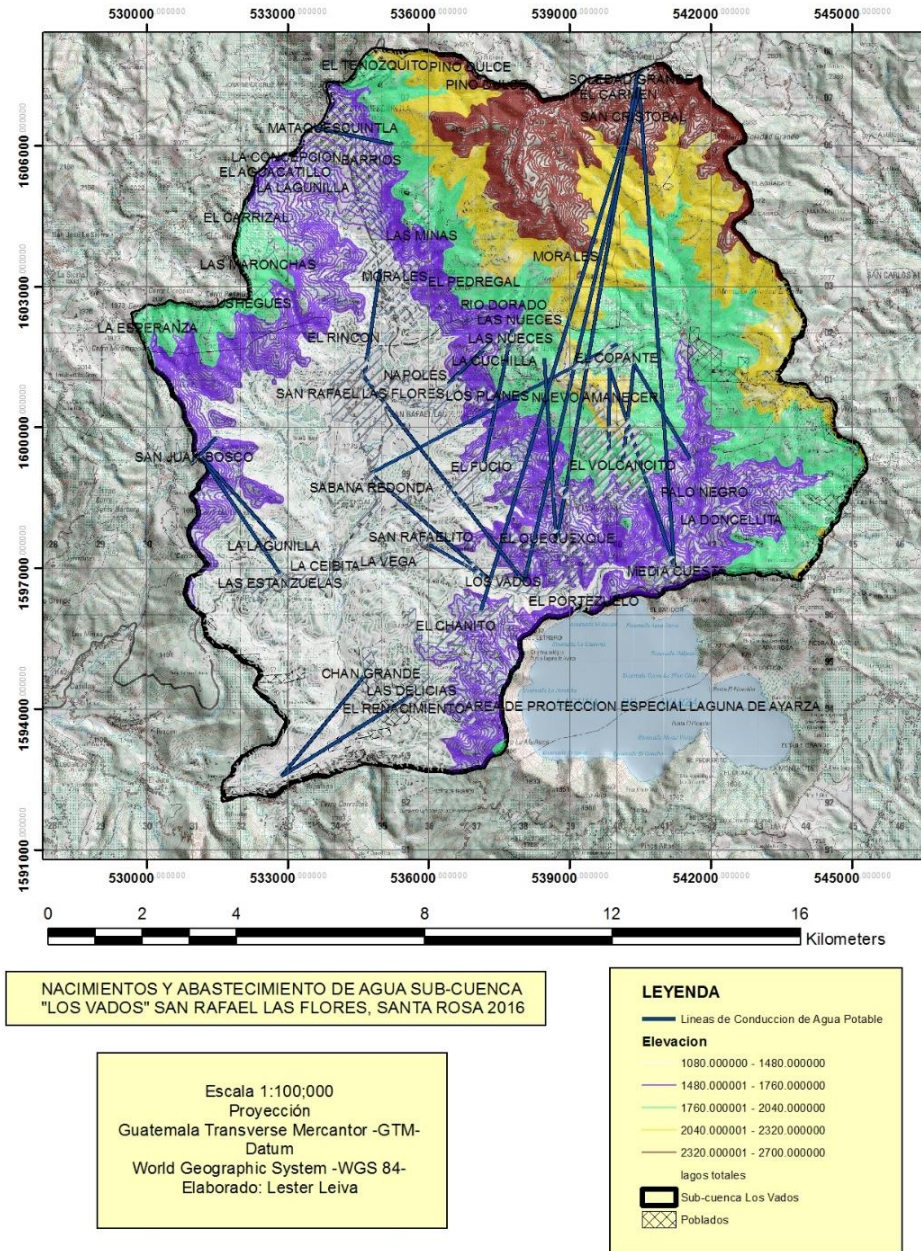 530000.000000 533000.000000 536000.000000 539000.000000 542000.000000 545000.000000
EL TENOZQUITO
PINO DULCE
PINO DULCE
SOLEDAD GRANDE
EL CARMEN
SAN CRISTOBAL
MATAQUESCUINTLA
1606000.000000
LA CONCEPCION
BARRIOS
EL AGUACATILLO
LA LAGUNILLA
EL CARRIZAL
LAS MINAS
LAS MARONCHAS
MORALES
MORALES
EL PEDREGAL
1603000.000000
LA ESPERANZA
RIO DORADO
LAS NUECES
EL RINCON
LAS NUECES
LA CUCHILLA
EL COPANTE
NAPOLES
SAN RAFAEL LAS FLORES
LOS PLANES
NUEVO AMANECER
1600000.000000
SAN JUAN BOSCO
EL FUCIO
EL VOLCANCITO
SABANA REDONDA
PALO NEGRO
LA DONCELLITA
SAN RAFAELITO
EL QUEQUEXQUE
LA LAGUNILLA
LA CEIBITA
LA VEGA
1597000.000000
LAS ESTANZUELAS
LOS VADOS
MEDIA CUESTA
EL PORTEZUELO
EL CHANITO
CHAN GRANDE
LAS DELICIAS
EL RENACIMIENTO
AREA DE PROTECCION ESPECIAL LAGUNA DE AYARZA
1594000.000000
1591000.000000
530000.000000 533000.000000 536000.000000 539000.000000 542000.000000 545000.000000
0 2 4 8 12 16
Kilometers
NACIMIENTOS Y ABASTECIMIENTO DE AGUA SUB-CUENCA
"LOS VADOS" SAN RAFAEL LAS FLORES, SANTA ROSA 2016
Escala 1:100;000
Proyección
Guatemala Transverse Mercantor -GTM-
Datum
World Geographic System -WGS 84-
Elaborado: Lester Leiva
LEYENDA
Lineas de Conduccion de Agua Potable
Elevacion
1080.000000 - 1480.000000
1480.000001 - 1760.000000
1760.000001 - 2040.000000
2040.000001 - 2320.000000
2320.000001 - 2700.000000
lagos totales
Sub-cuenca Los Vados
Poblados